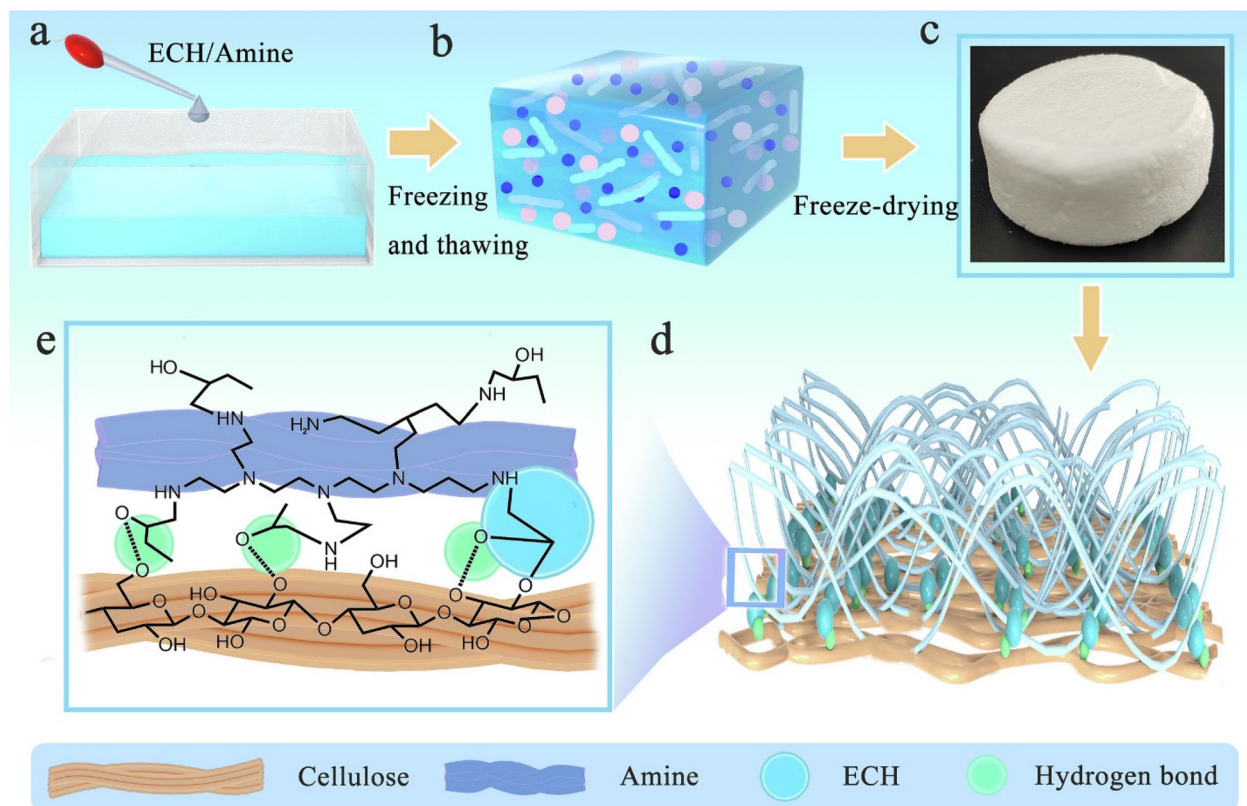 a
ECH/Amine
b
Freezing
and thawing
Freeze-drying
c
d
e
HO
OH
HN
H₂N
NH
N
N
N
NH
NH
O
O
N
H
O
O
O
O
O
OH
HO
O
O
OH
HO
O
O
OH
O
O
O
HO
OH
Cellulose
Amine
ECH
Hydrogen bond